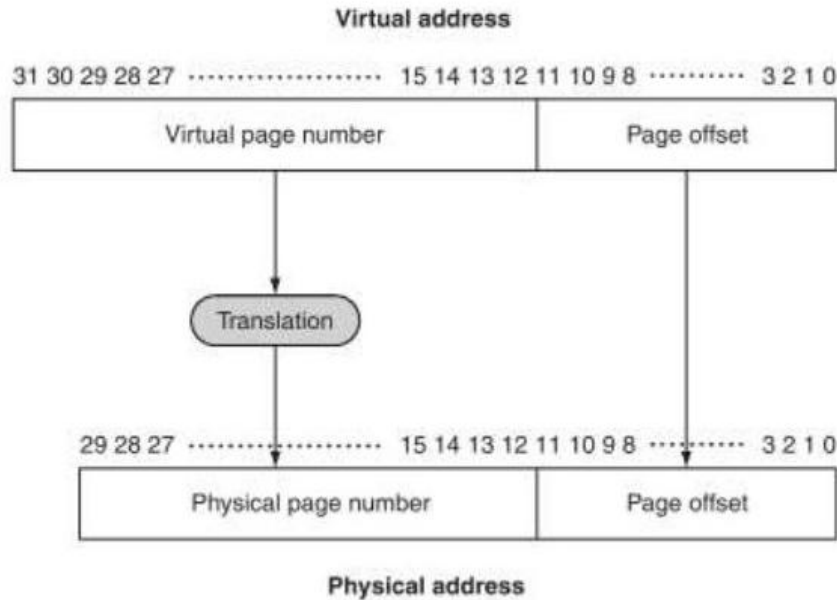 Virtual address
31 30 29 28 27 ·················· 15 14 13 12 11 10 9 8 ·········· 3 2 1 0
Virtual page number Page offset
Translation
29 28 27 ·················· 15 14 13 12 11 10 9 8 ·········· 3 2 1 0
Physical page number Page offset
Physical address